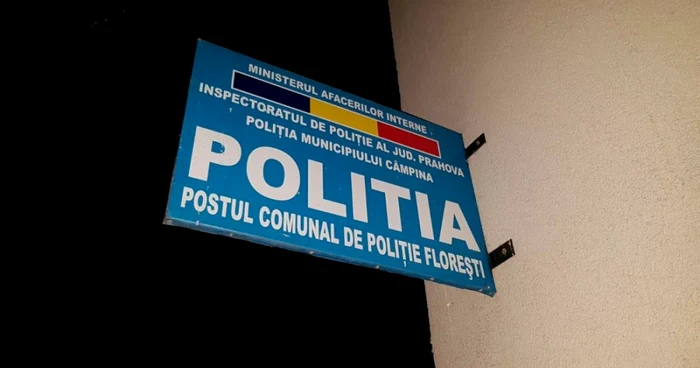 MINISTERUL AFACERILOR INTERNE
INSPECTORATUL DE POLIȚIE AL JUD. PRAHOVA
POLIȚIA MUNICIPIULUI CÂMPINA
POLITIA
POSTUL COMUNAL DE POLIȚIE FLOREȘTI